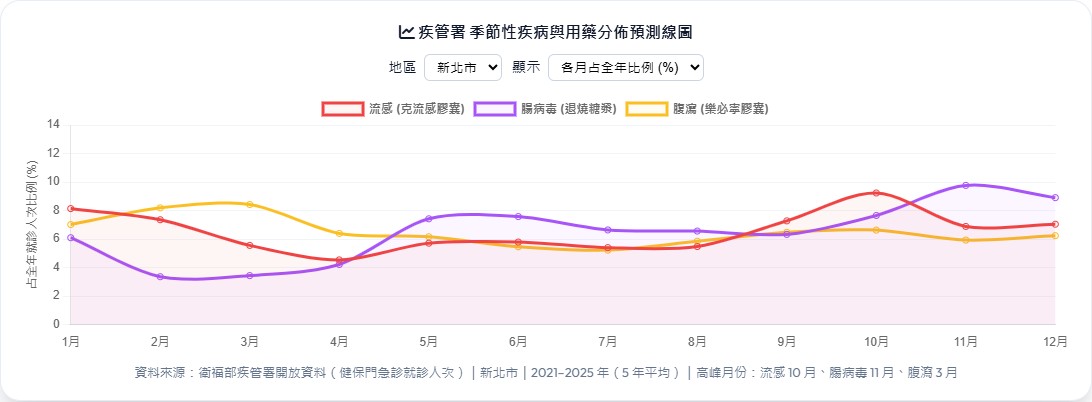 疾管署 季節性疾病與用藥分佈預測線圖
地區 新北市 顯示 各月占全年比例 (%)
流感 (克流感膠囊) 腸病毒 (退燒糖漿) 腹瀉 (樂必寧膠囊)
占全年就診人次比例 (%)
14
12
10
8
6
4
2
0
1月 2月 3月 4月 5月 6月 7月 8月 9月 10月 11月 12月
資料來源：衛福部疾管署開放資料（健保門急診就診人次）｜新北市｜2021–2025 年（5 年平均）｜高峰月份：流感 10 月、腸病毒 11 月、腹瀉 3 月